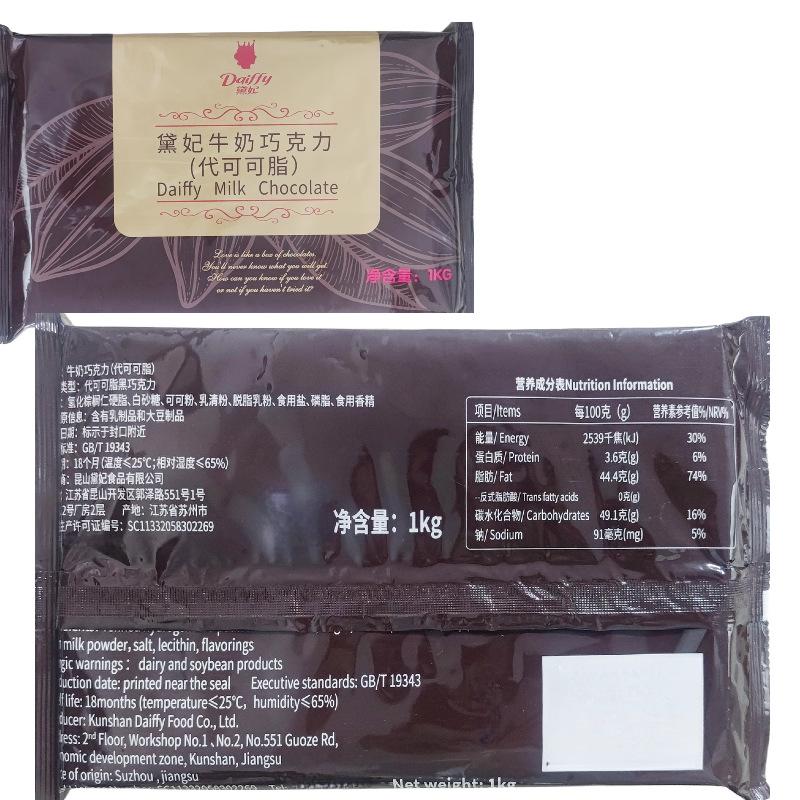 Daiffy
黛妃
黛妃牛奶巧克力
(代可可脂)
Daiffy Milk Chocolate
Love is like a box of chocolates,
You'll never know what you will get.
How can you know if you love it
or not if you haven't tried it?
净含量: 1KG
: 牛奶巧克力(代可可脂)
类型: 代可可脂黑巧克力
: 氢化棕榈仁硬脂、白砂糖、可可粉、乳清粉、脱脂乳粉、食用盐、磷脂、食用香精
原信息: 含有乳制品和大豆制品
日期: 标示于封口附近
标准: GB/T 19343
期: 18个月(温度≤25℃;相对湿度≤65%)
商: 昆山黛妃食品有限公司
: 江苏省昆山开发区郭泽路551号1号
2号厂房2层 产地: 江苏省苏州市
生产许可证编号: SC11332058302269
净含量: 1kg
营养成分表Nutrition Information
项目/Items 每100克 (g) 营养素参考值%/NRV%
能量/ Energy 2539千焦(kJ) 30%
蛋白质/ Protein 3.6克(g) 6%
脂肪/ Fat 44.4克(g) 74%
--反式脂肪酸/ Trans fatty acids 0克(g)
碳水化合物/ Carbohydrates 49.1克(g) 16%
钠/ Sodium 91毫克(mg) 5%
milk powder, salt, lecithin, flavorings
gic warnings: dairy and soybean products
uction date: printed near the seal Executive standards: GB/T 19343
f life: 18months (temperature≤25℃, humidity≤65%)
ducer: Kunshan Daiffy Food Co., Ltd.
ress: 2nd Floor, Workshop No.1 、No.2, No.551 Guoze Rd,
nomic development zone, Kunshan, Jiangsu
e of origin: Suzhou , jiangsu
Net weight: 1kg